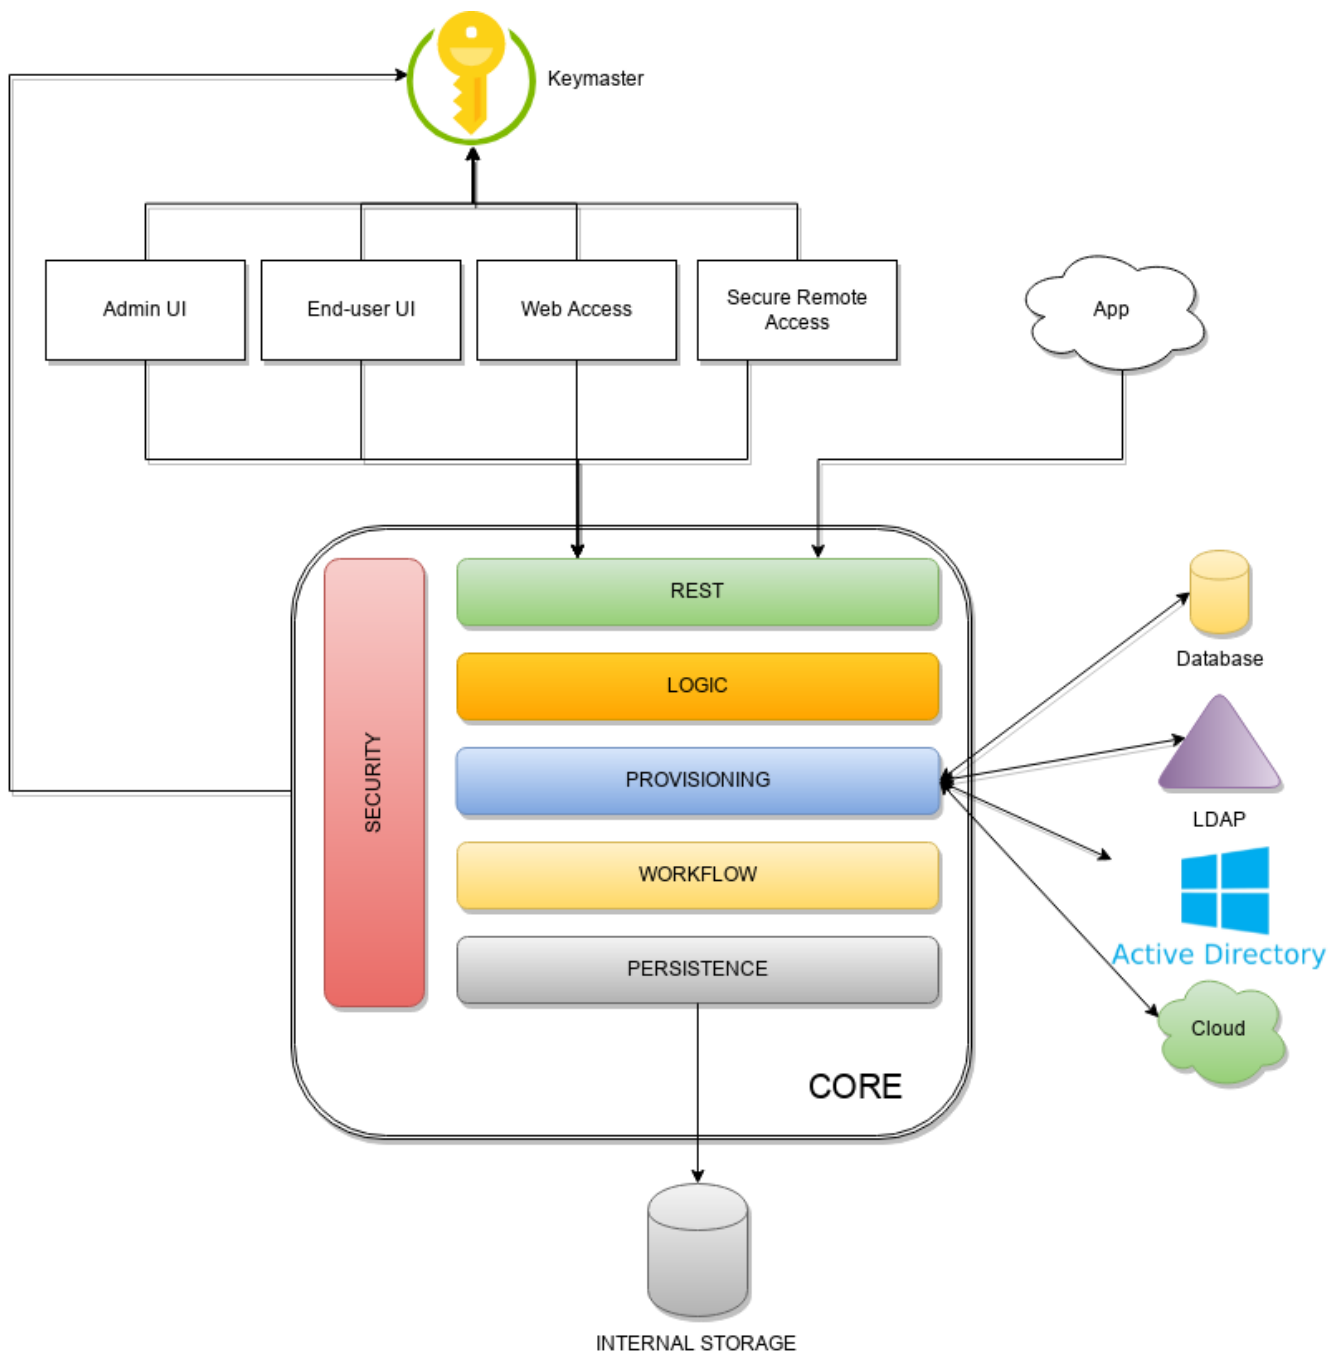 Keymaster
Admin UI
End-user UI
Web Access
Secure Remote
Access
App
REST
LOGIC
SECURITY
PROVISIONING
WORKFLOW
PERSISTENCE
CORE
Database
LDAP
Active Directory
Cloud
INTERNAL STORAGE